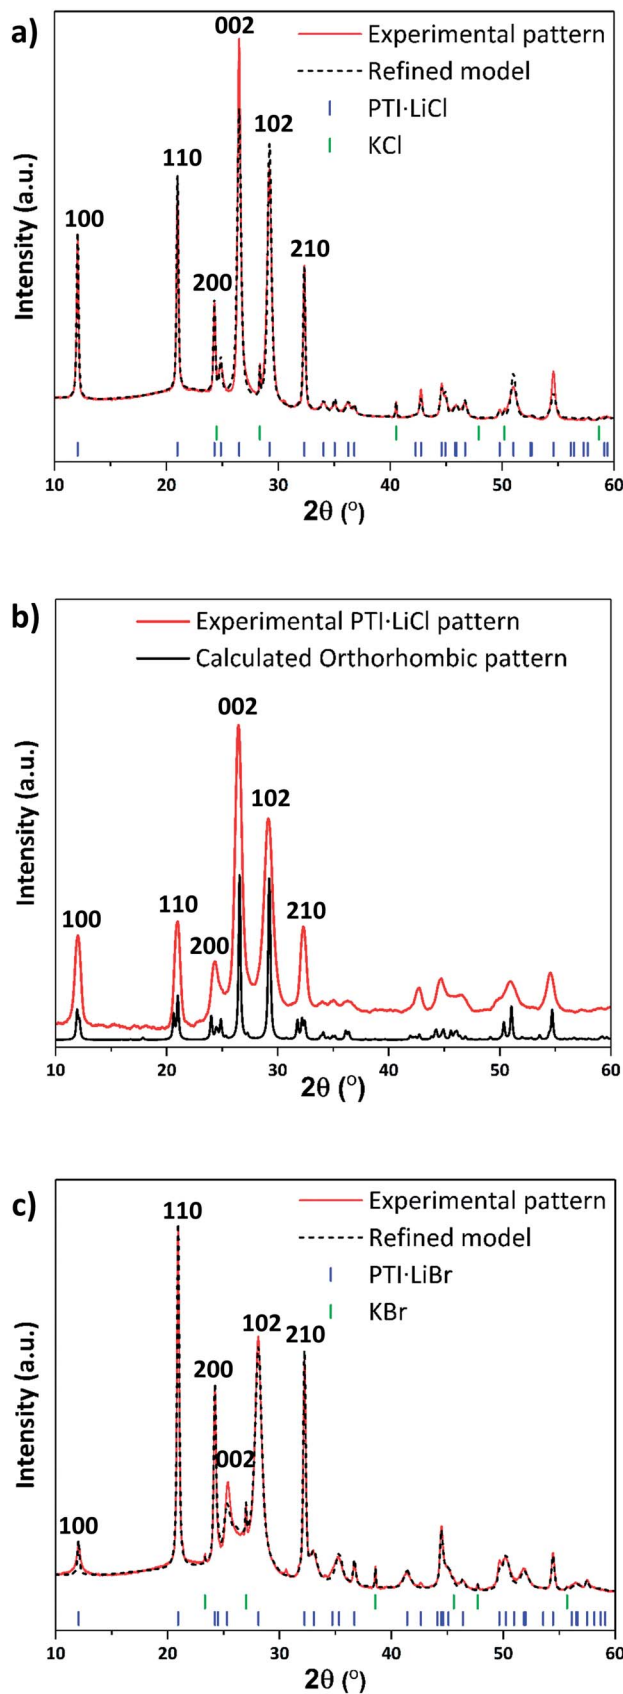 a)
002
Experimental pattern
Refined model
PTI·LiCl
KCl
102
110
100
210
200
Intensity (a.u.)
10 20 30 40 50 60
2θ (°)
b)
Experimental PTI·LiCl pattern
Calculated Orthorhombic pattern
002
102
110
100
210
200
Intensity (a.u.)
10 20 30 40 50 60
2θ (°)
c)
110
Experimental pattern
Refined model
PTI·LiBr
KBr
102
210
200
002
100
Intensity (a.u.)
10 20 30 40 50 60
2θ (°)